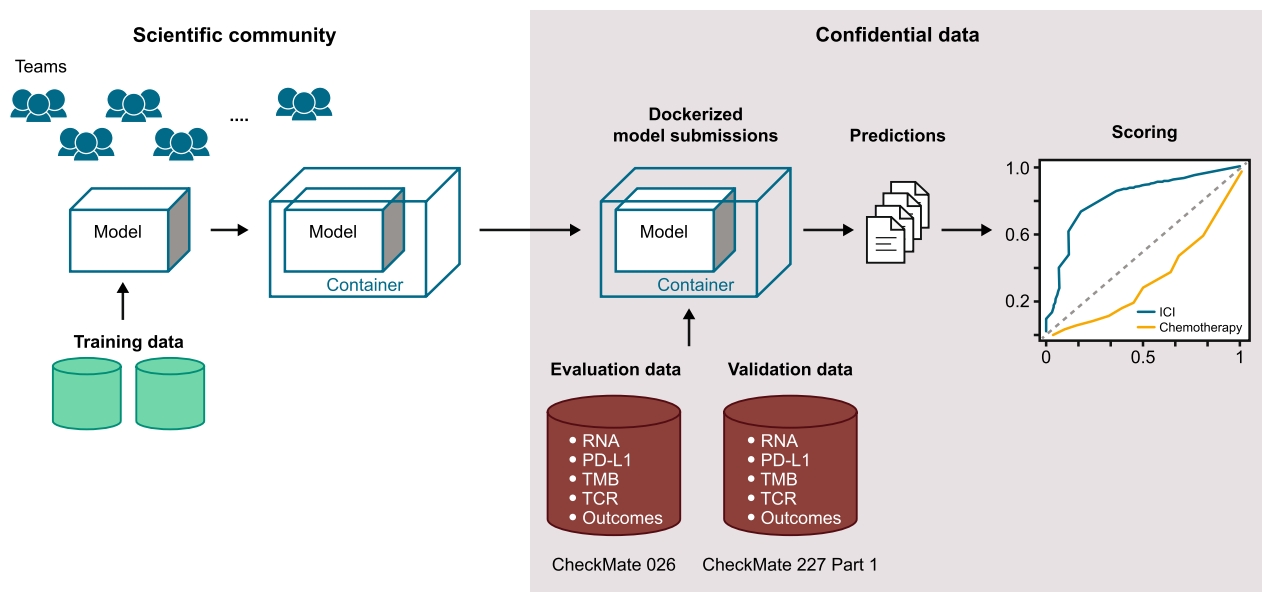 Scientific community
Teams
....
Model
Model
Container
Training data
Confidential data
Dockerized
model submissions
Model
Container
Predictions
Scoring
1.0
0.6
0.2
0
0.5
1
ICI
Chemotherapy
Evaluation data
• RNA
• PD-L1
• TMB
• TCR
• Outcomes
CheckMate 026
Validation data
• RNA
• PD-L1
• TMB
• TCR
• Outcomes
CheckMate 227 Part 1